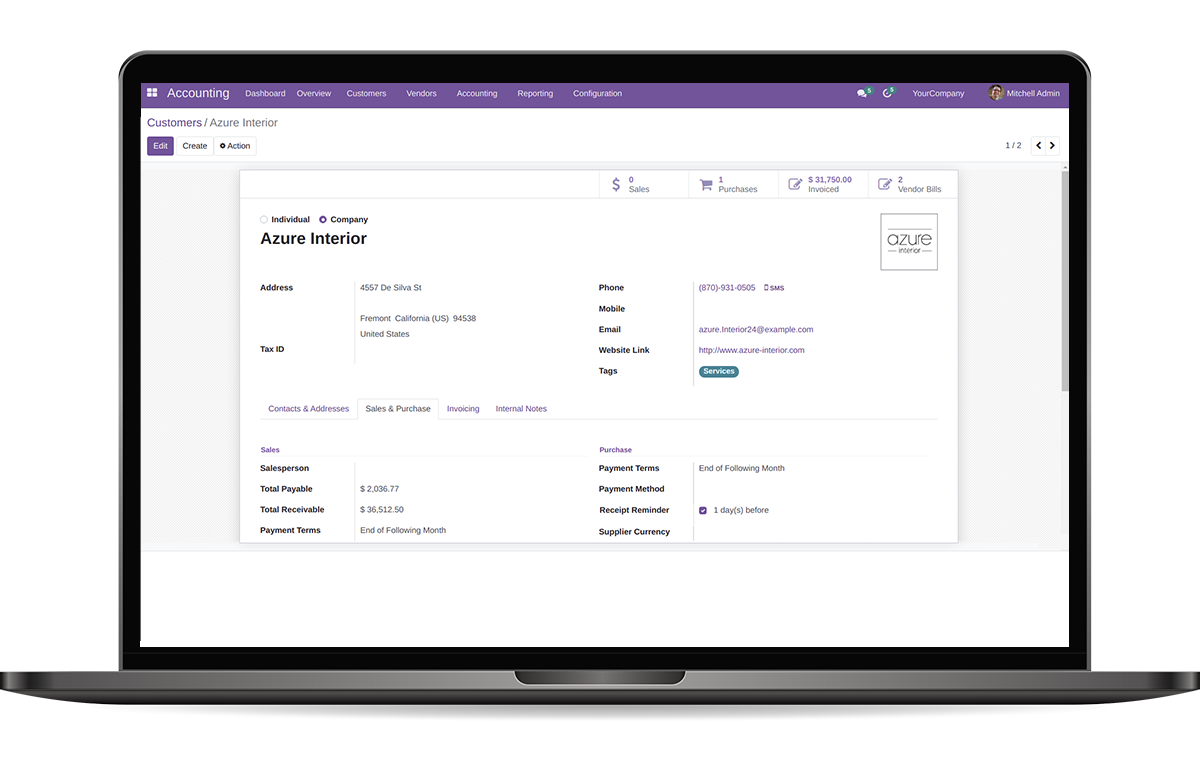 Accounting Dashboard Overview Customers Vendors Accounting Reporting Configuration 5 5 YourCompany Mitchell Admin
Customers / Azure Interior
Edit Create Action 1 / 2
0 Sales
1 Purchases
$ 31,750.00 Invoiced
2 Vendor Bills
Individual Company
Azure Interior
azure
interior
Address 4557 De Silva St
Fremont California (US) 94538
United States
Tax ID
Phone (870)-931-0505 SMS
Mobile
Email azure.Interior24@example.com
Website Link http://www.azure-interior.com
Tags Services
Contacts & Addresses Sales & Purchase Invoicing Internal Notes
Sales
Salesperson
Total Payable $ 2,036.77
Total Receivable $ 36,512.50
Payment Terms End of Following Month
Purchase
Payment Terms End of Following Month
Payment Method
Receipt Reminder 1 day(s) before
Supplier Currency